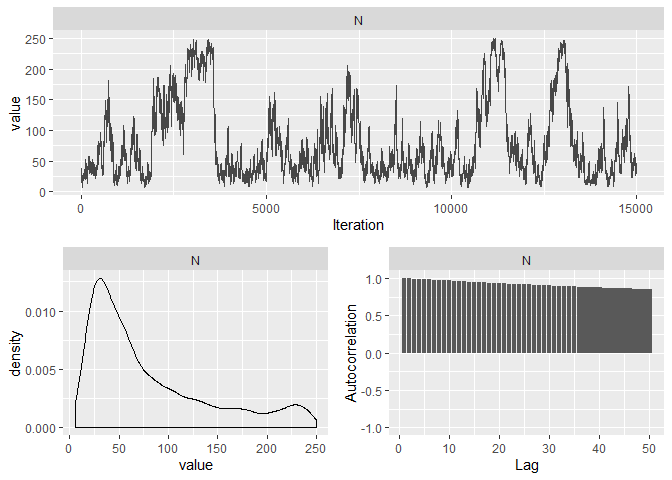 N
value
250
200
150
100
50
0
0 5000 10000 15000
Iteration
N
density
0.010
0.005
0.000
0 50 100 150 200 250
value
N
Autocorrelation
1.0
0.5
0.0
-0.5
-1.0
0 10 20 30 40 50
Lag